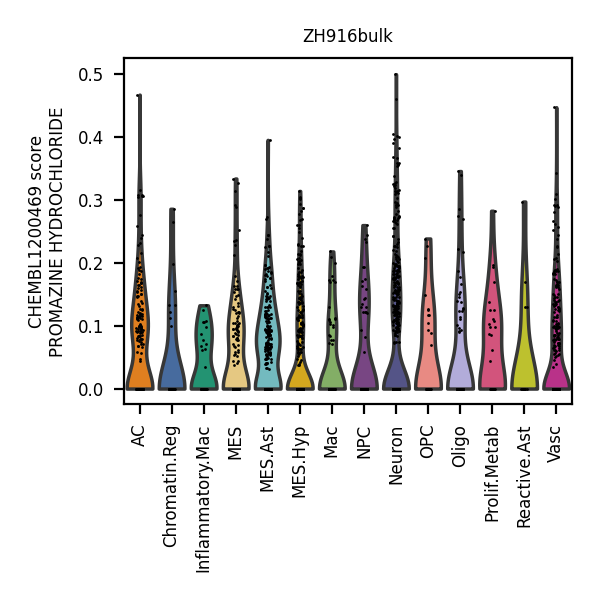 ZH916bulk
CHEMBL1200469 score
PROMAZINE HYDROCHLORIDE
0.5
0.4
0.3
0.2
0.1
0.0
AC
Chromatin.Reg
Inflammatory.Mac
MES
MES.Ast
MES.Hyp
Mac
NPC
Neuron
OPC
Oligo
Prolif.Metab
Reactive.Ast
Vasc